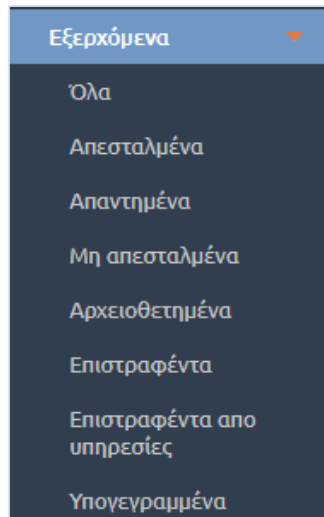 Εξερχόμενα
Όλα
Απεσταλμένα
Απαντημένα
Μη απεσταλμένα
Αρχειοθετημένα
Επιστραφέντα
Επιστραφέντα απο
υπηρεσίες
Υπογεγραμμένα